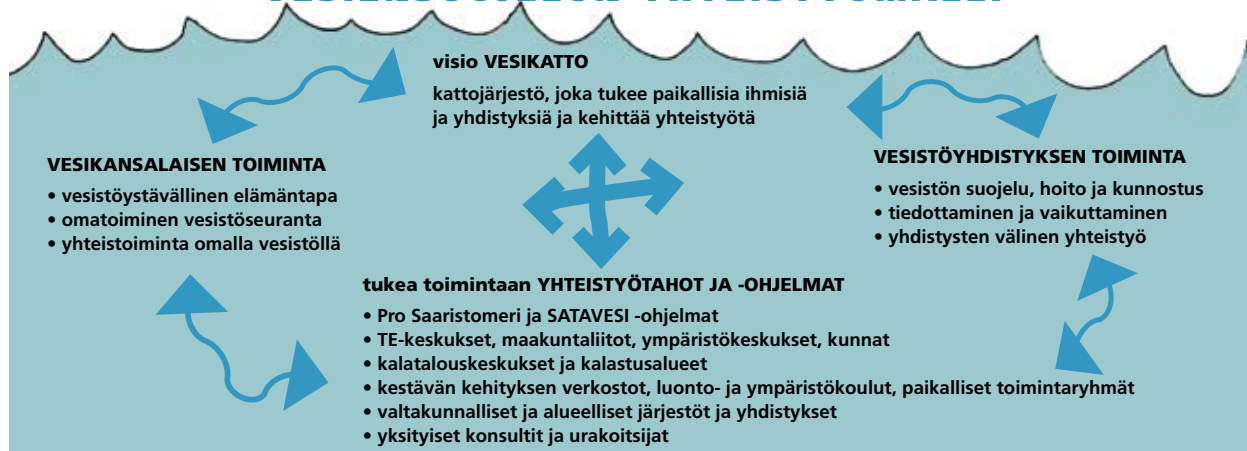 visio VESIKATTO
kattojärjestö, joka tukee paikallisia ihmisiä
ja yhdistyksiä ja kehittää yhteistyötä
VESIKANSALAISEN TOIMINTA
• vesistöystävällinen elämäntapa
• omatoiminen vesistöseuranta
• yhteistoiminta omalla vesistöllä
VESISTÖYHDISTYKSEN TOIMINTA
• vesistön suojelu, hoito ja kunnostus
• tiedottaminen ja vaikuttaminen
• yhdistysten välinen yhteistyö
tukea toimintaan YHTEISTYÖTAHOT JA -OHJELMAT
• Pro Saaristomeri ja SATAVESI -ohjelmat
• TE-keskukset, maakuntaliitot, ympäristökeskukset, kunnat
• kalatalouskeskukset ja kalastusalueet
• kestävän kehityksen verkostot, luonto- ja ympäristökoulut, paikalliset toimintaryhmät
• valtakunnalliset ja alueelliset järjestöt ja yhdistykset
• yksityiset konsultit ja urakoitsijat